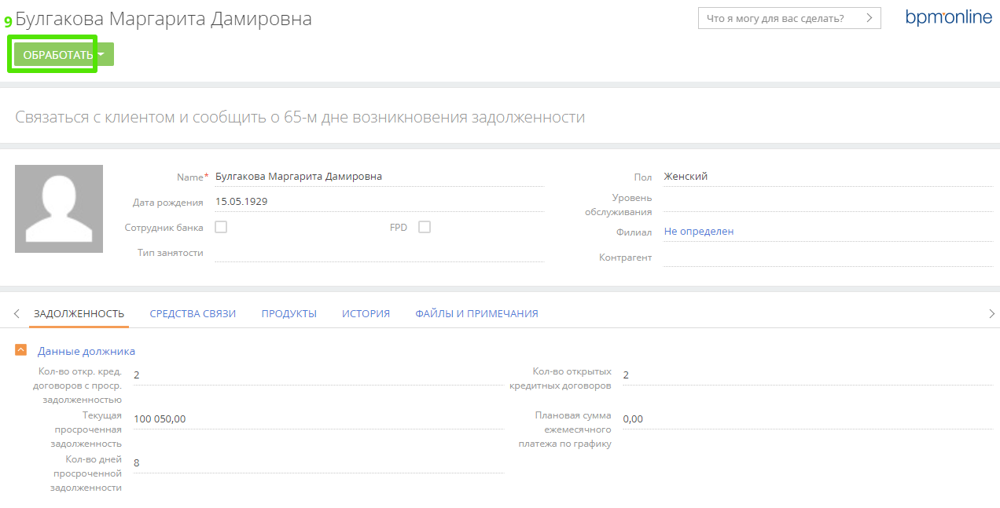 9 Булгакова Маргарита Дамировна
Что я могу для вас сделать?
bpm'online
ОБРАБОТАТЬ
Связаться с клиентом и сообщить о 65-м дне возникновения задолженности
Name* Булгакова Маргарита Дамировна
Пол Женский
Дата рождения 15.05.1929
Уровень
обслуживания
Сотрудник банка
FPD
Филиал Не определен
Тип занятости
Контрагент
ЗАДОЛЖЕННОСТЬ СРЕДСТВА СВЯЗИ ПРОДУКТЫ ИСТОРИЯ ФАЙЛЫ И ПРИМЕЧАНИЯ
Данные должника
Кол-во откр. кред.
договоров с проср.
задолженностью
2
Кол-во открытых
кредитных договоров
2
Текущая
просроченная
задолженность
100 050,00
Плановая сумма
ежемесячного
платежа по графику
0,00
Кол-во дней
просроченной
задолженности
8